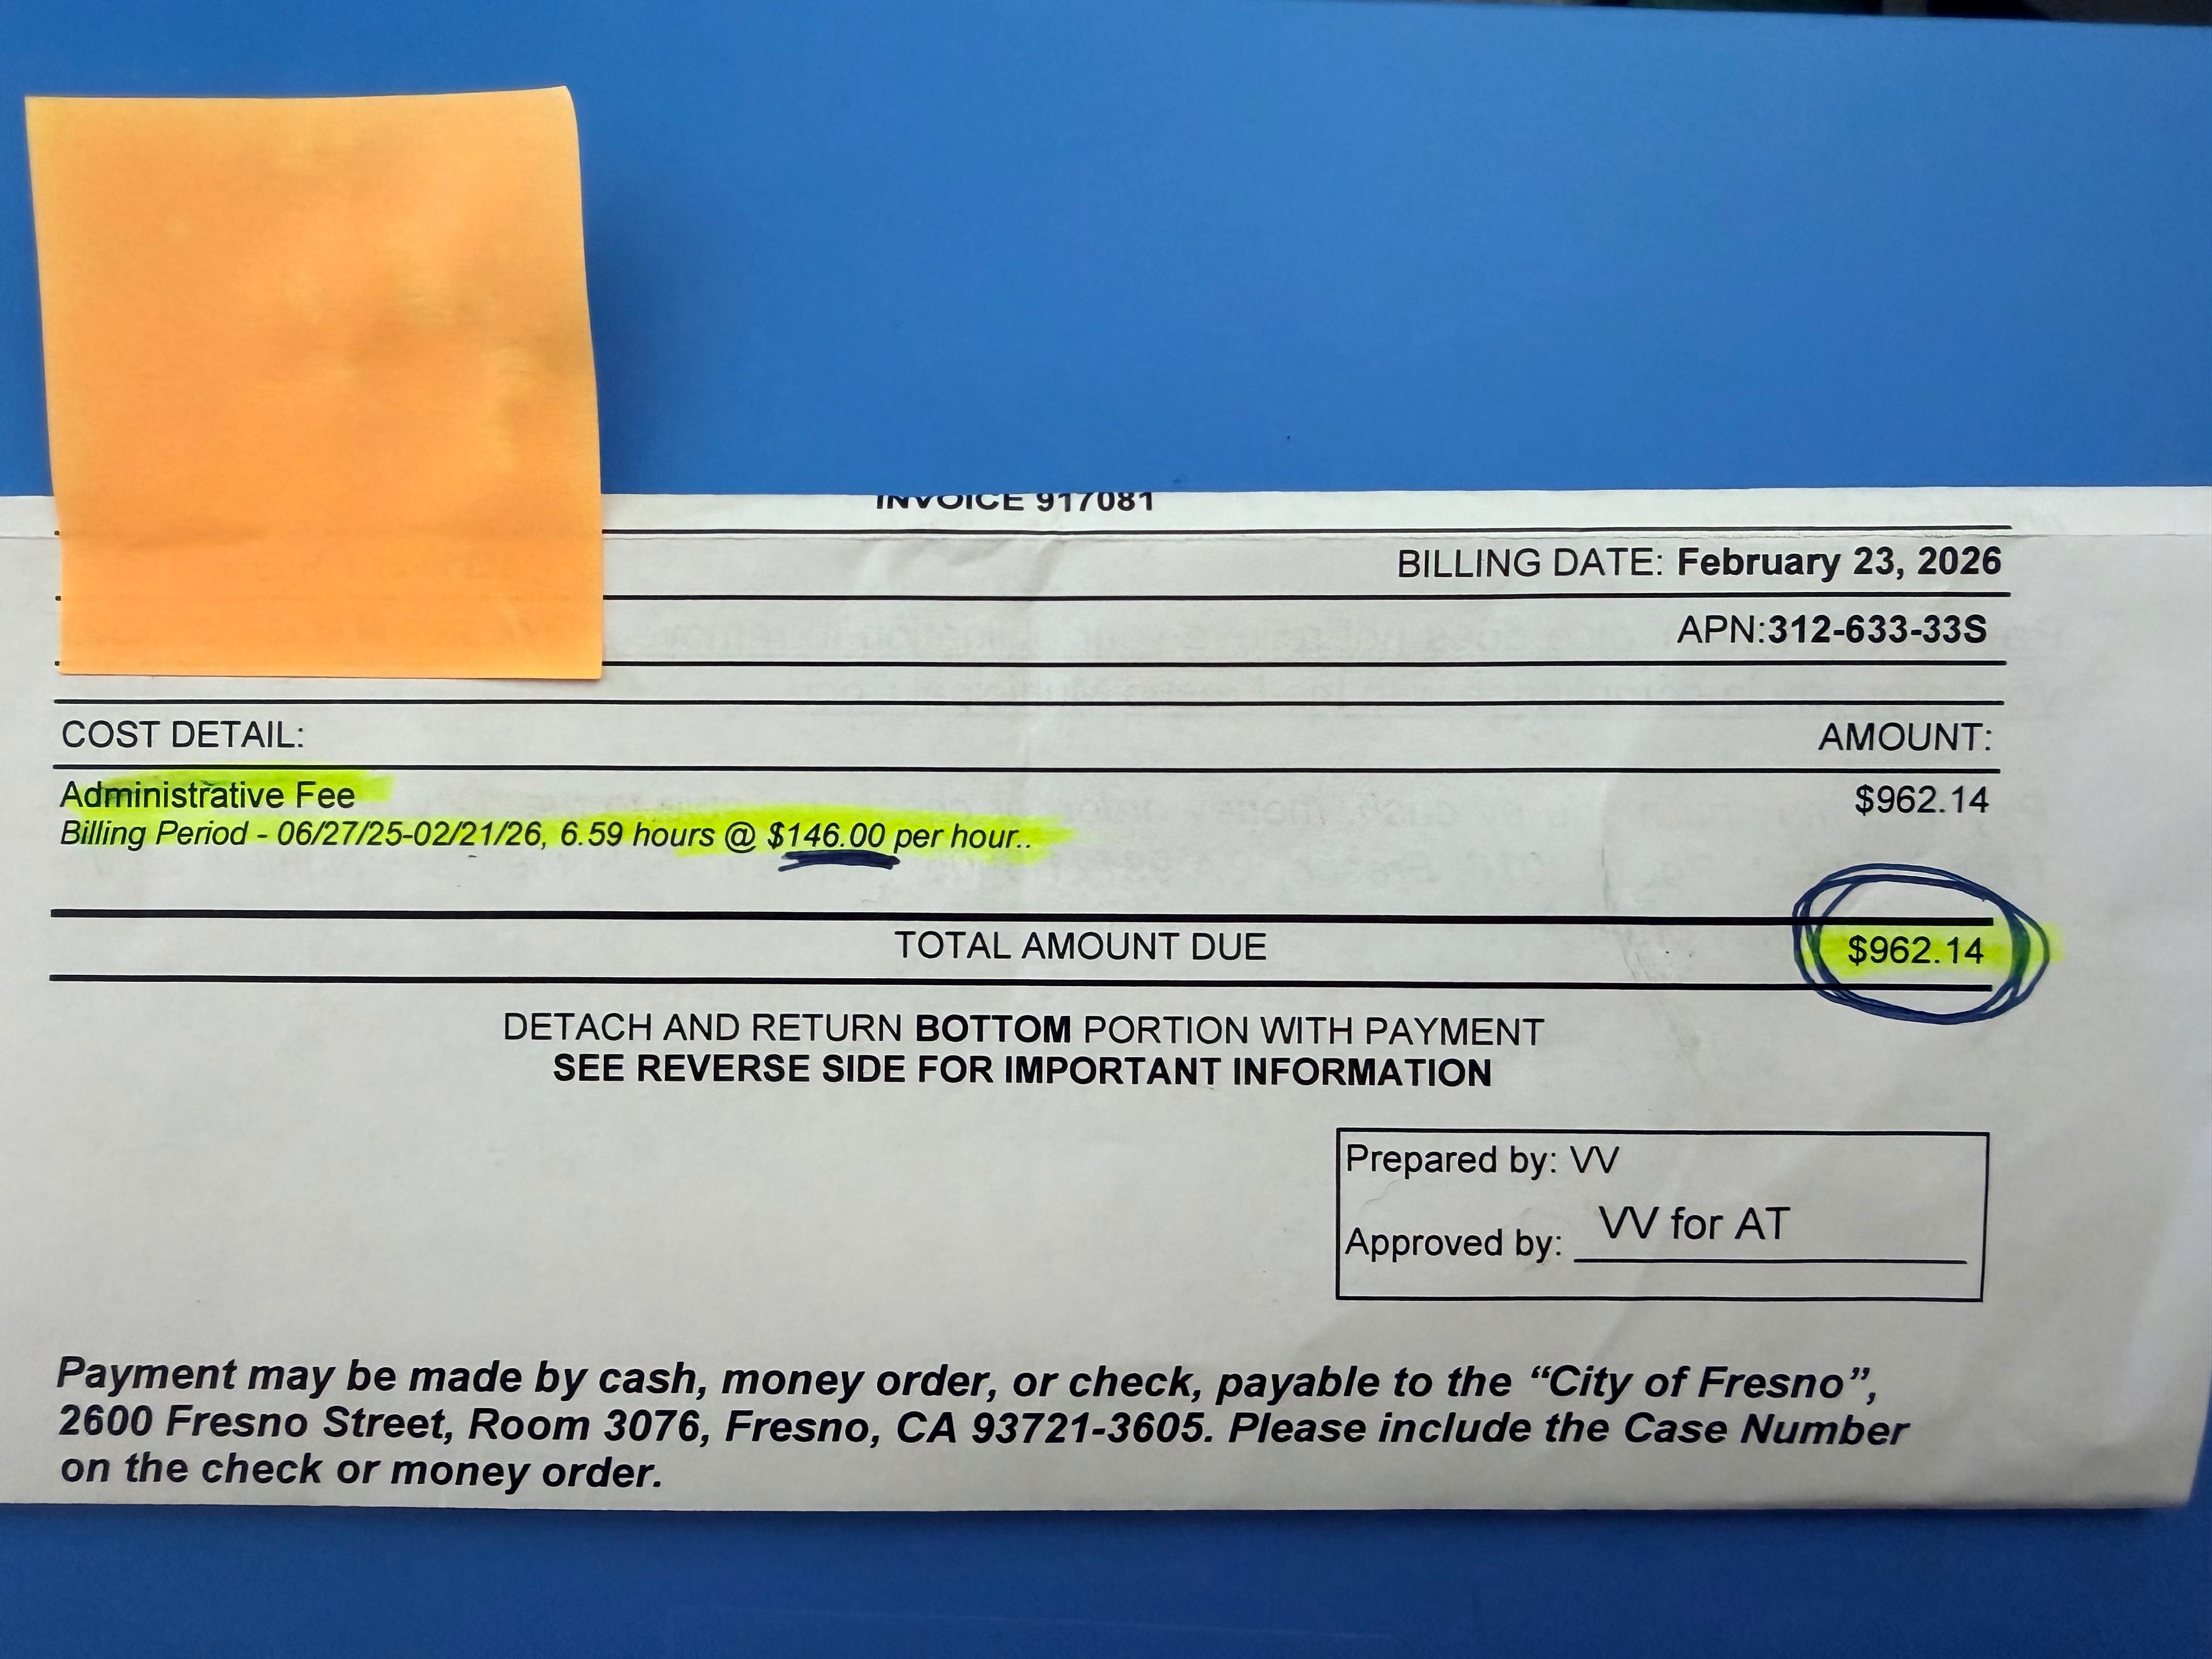 INVOICE 917081
BILLING DATE: February 23, 2026
APN:312-633-33S
COST DETAIL:
AMOUNT:
Administrative Fee
$962.14
Billing Period - 06/27/25-02/21/26, 6.59 hours @ $146.00 per hour..
TOTAL AMOUNT DUE
$962.14
DETACH AND RETURN BOTTOM PORTION WITH PAYMENT
SEE REVERSE SIDE FOR IMPORTANT INFORMATION
Prepared by: VV
Approved by: VV for AT
Payment may be made by cash, money order, or check, payable to the “City of Fresno”,
2600 Fresno Street, Room 3076, Fresno, CA 93721-3605. Please include the Case Number
on the check or money order.